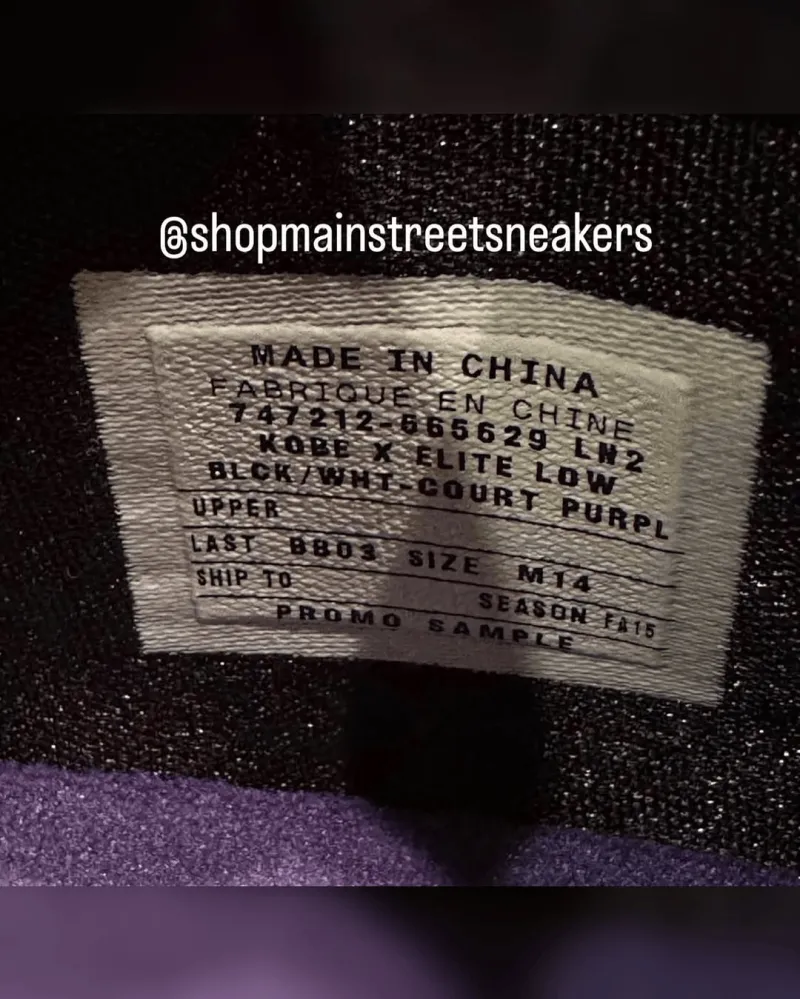 @shopmainstreetsneakers
MADE IN CHINA
FABRIQUE EN CHINE
747212-665629 LN2
KOBE X ELITE LOW
BLCK/WHT-COURT PURPL
UPPER
LAST BB03 SIZE M14
SHIP TO
SEASON FA15
PROMO SAMPLE